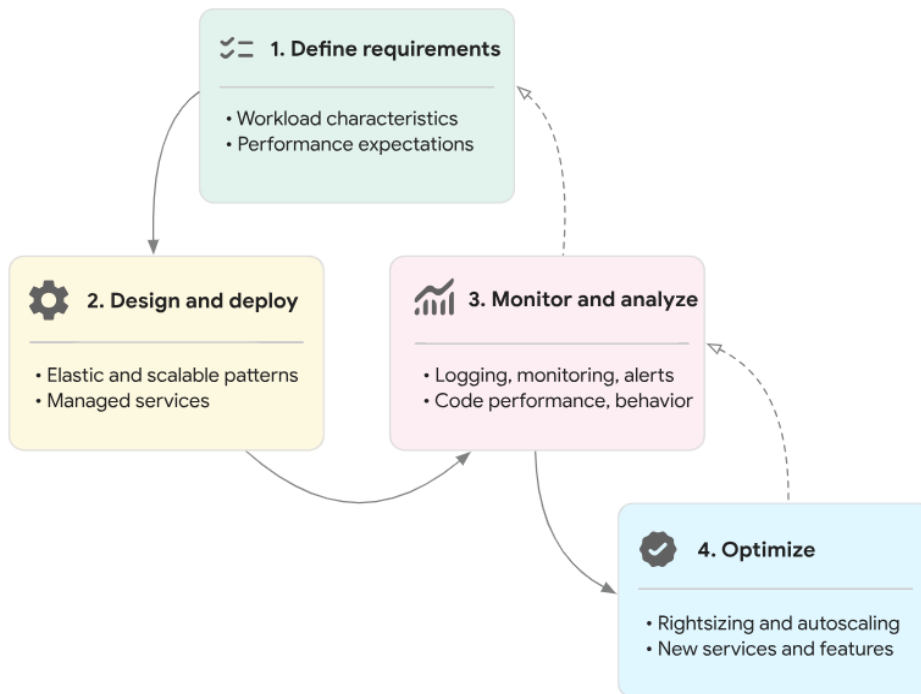 1. Define requirements
• Workload characteristics
• Performance expectations
2. Design and deploy
• Elastic and scalable patterns
• Managed services
3. Monitor and analyze
• Logging, monitoring, alerts
• Code performance, behavior
4. Optimize
• Rightsizing and autoscaling
• New services and features